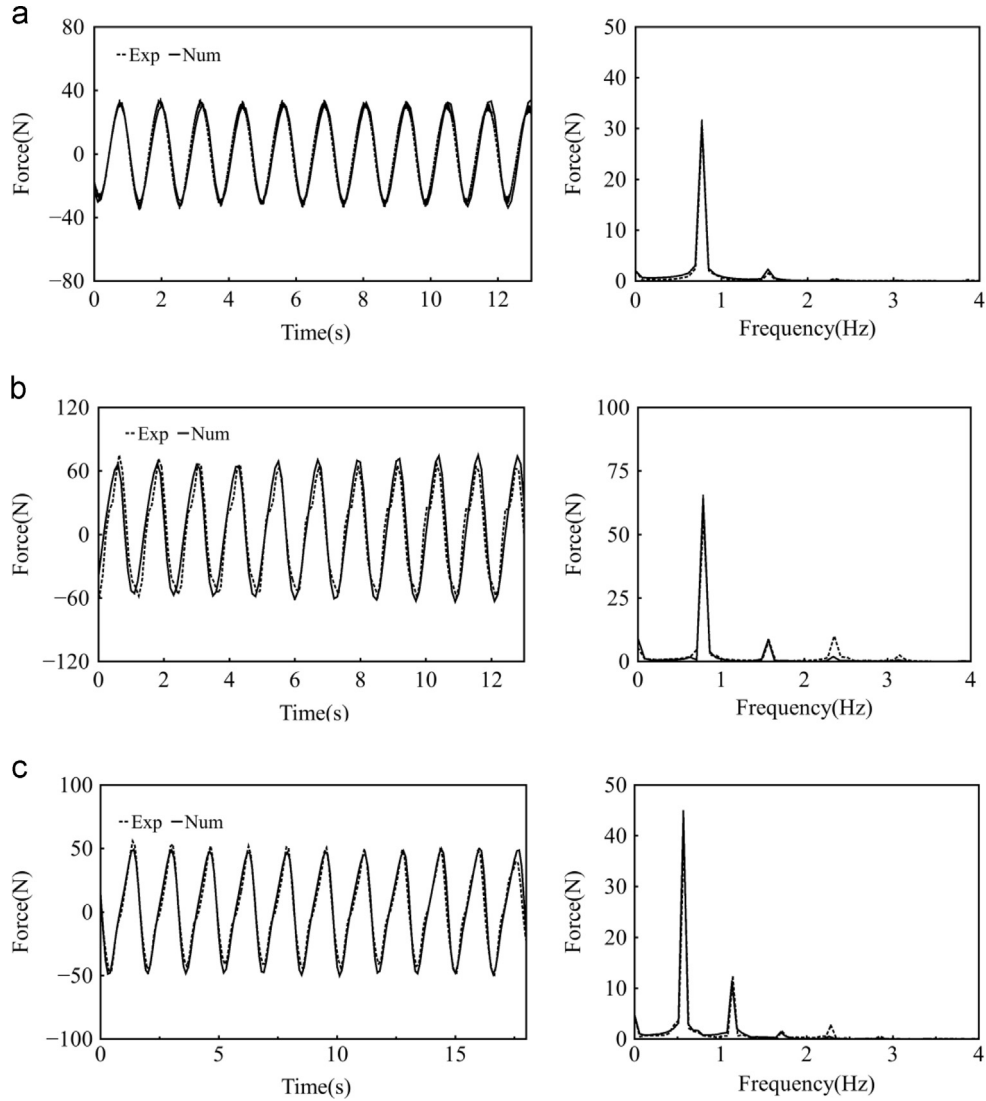 a
80
40
0
−40
−80
Force(N)
Exp Num
0 2 4 6 8 10 12
Time(s)
50
40
30
20
10
0
Force(N)
0 1 2 3 4
Frequency(Hz)
b
120
60
0
−60
−120
Force(N)
Exp Num
0 2 4 6 8 10 12
Time(s)
100
75
50
25
0
Force(N)
0 1 2 3 4
Frequency(Hz)
c
100
50
0
−50
−100
Force(N)
Exp Num
0 5 10 15
Time(s)
50
40
30
20
10
0
Force(N)
0 1 2 3 4
Frequency(Hz)